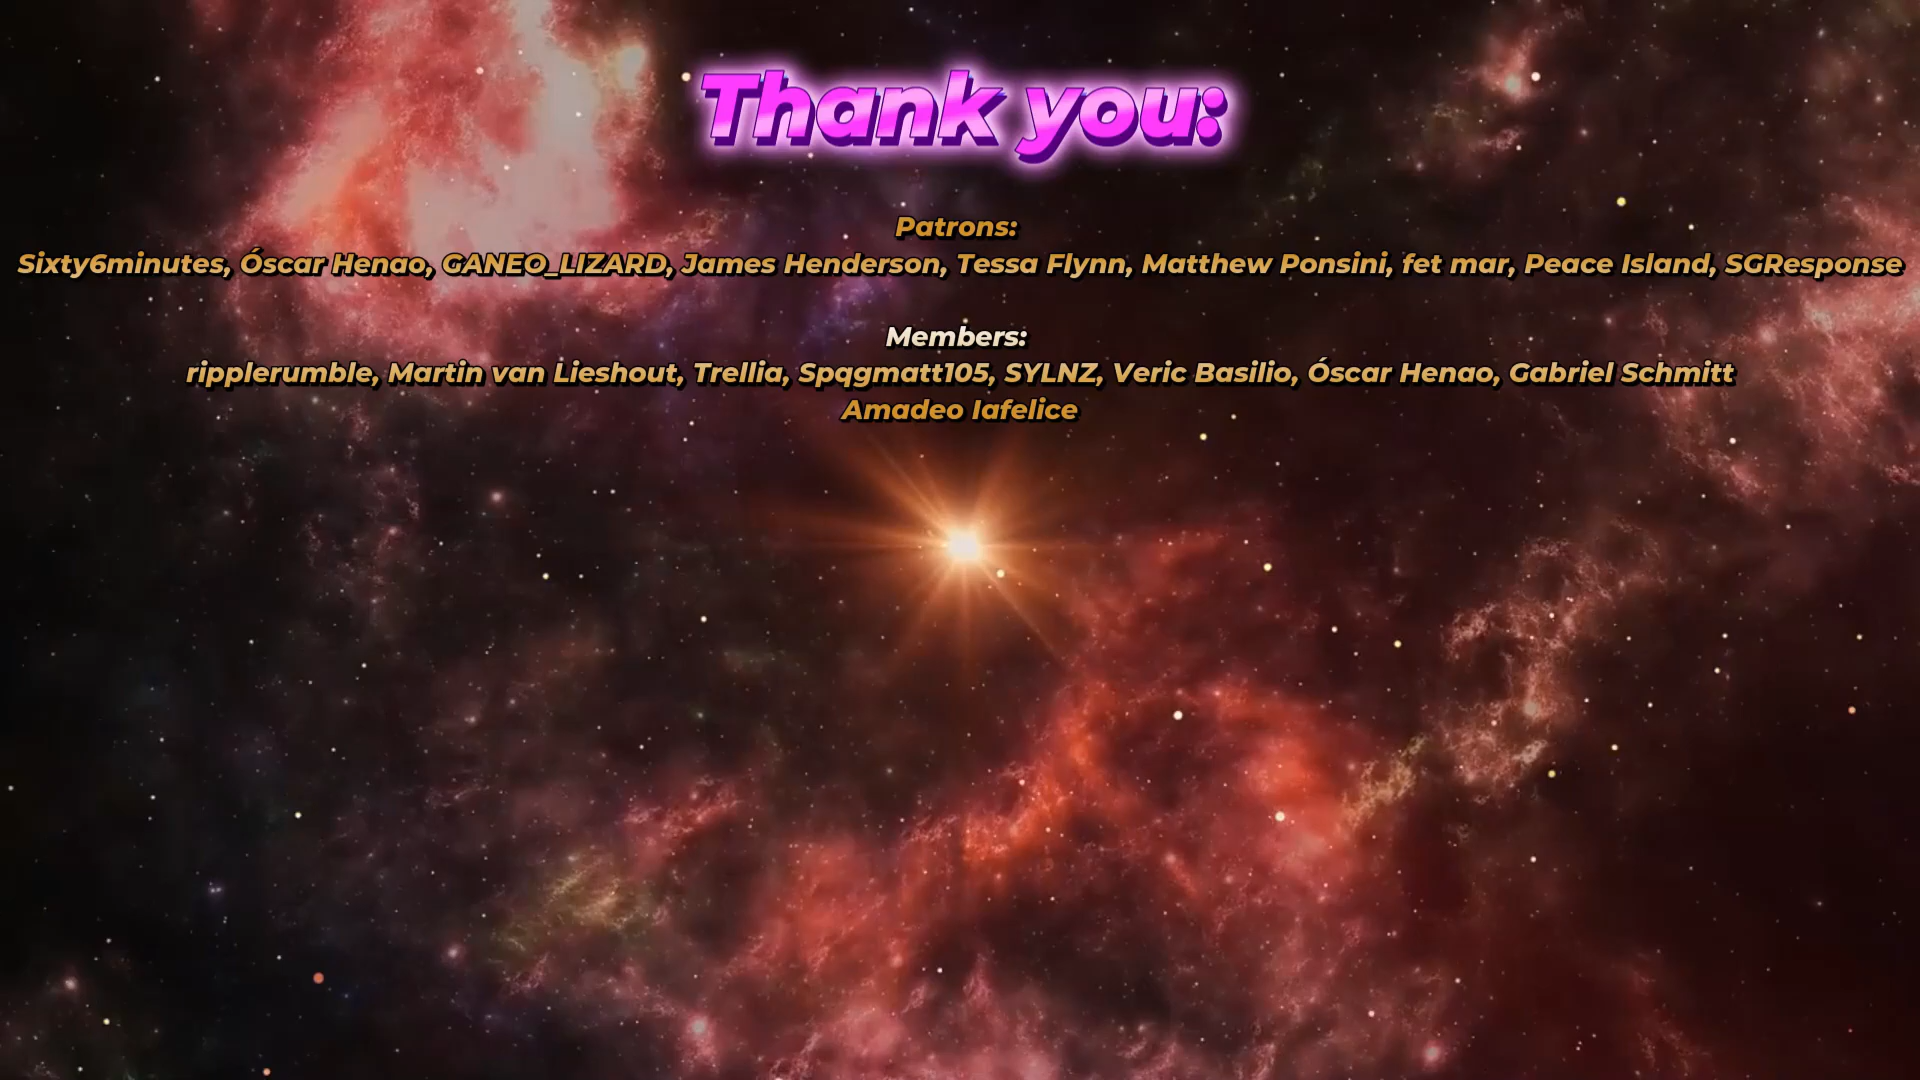 Thank you:
Patrons:
Sixty6minutes, Óscar Henao, GANEO_LIZARD, James Henderson, Tessa Flynn, Matthew Ponsini, fet mar, Peace Island, SGResponse
Members:
ripplerumble, Martin van Lieshout, Trellia, Spqgmatt105, SYLNZ, Veric Basilio, Óscar Henao, Gabriel Schmitt
Amadeo Iafelice